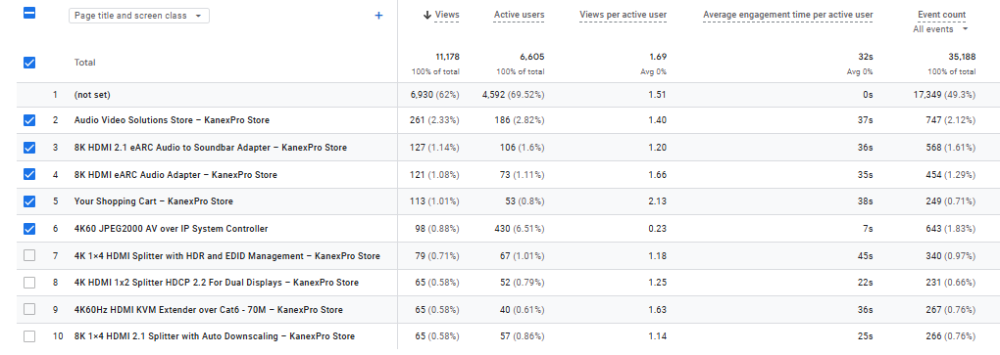 Page title and screen class + Views Active users Views per active user Average engagement time per active user Event count
All events
Total 11,178 6,605 1.69 32s 35,188
100% of total 100% of total Avg 0% Avg 0% 100% of total
1 (not set) 6,930 (62%) 4,592 (69.52%) 1.51 0s 17,349 (49.3%)
2 Audio Video Solutions Store – KanexPro Store 261 (2.33%) 186 (2.82%) 1.40 37s 747 (2.12%)
3 8K HDMI 2.1 eARC Audio to Soundbar Adapter – KanexPro Store 127 (1.14%) 106 (1.6%) 1.20 36s 568 (1.61%)
4 8K HDMI eARC Audio Adapter – KanexPro Store 121 (1.08%) 73 (1.11%) 1.66 35s 454 (1.29%)
5 Your Shopping Cart – KanexPro Store 113 (1.01%) 53 (0.8%) 2.13 38s 249 (0.71%)
6 4K60 JPEG2000 AV over IP System Controller 98 (0.88%) 430 (6.51%) 0.23 7s 643 (1.83%)
7 4K 1×4 HDMI Splitter with HDR and EDID Management – KanexPro Store 79 (0.71%) 67 (1.01%) 1.18 45s 340 (0.97%)
8 4K HDMI 1x2 Splitter HDCP 2.2 For Dual Displays – KanexPro Store 65 (0.58%) 52 (0.79%) 1.25 22s 231 (0.66%)
9 4K60Hz HDMI KVM Extender over Cat6 - 70M – KanexPro Store 65 (0.58%) 40 (0.61%) 1.63 36s 267 (0.76%)
10 8K 1×4 HDMI 2.1 Splitter with Auto Downscaling – KanexPro Store 65 (0.58%) 57 (0.86%) 1.14 25s 266 (0.76%)